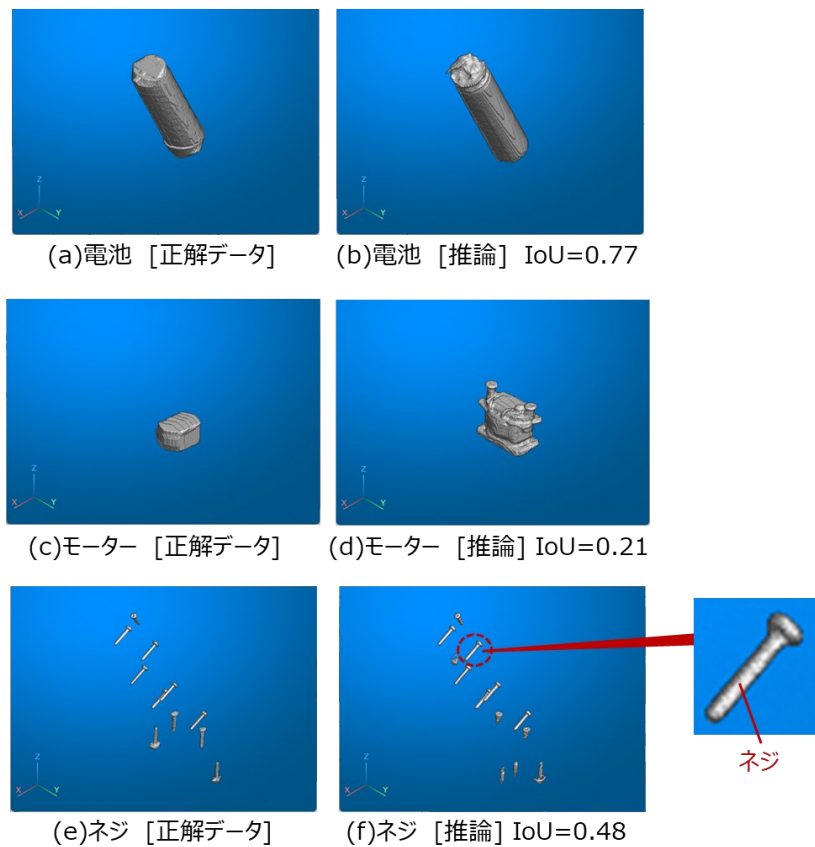 (a)電池 [正解データ]
(b)電池 [推論] IoU=0.77
(c)モーター [正解データ]
(d)モーター [推論] IoU=0.21
ネジ
(e)ネジ [正解データ]
(f)ネジ [推論] IoU=0.48
Z
X
Y
Z
X
Y
Z
X
Y
Z
X
Y
Z
X
Y
Z
X
Y